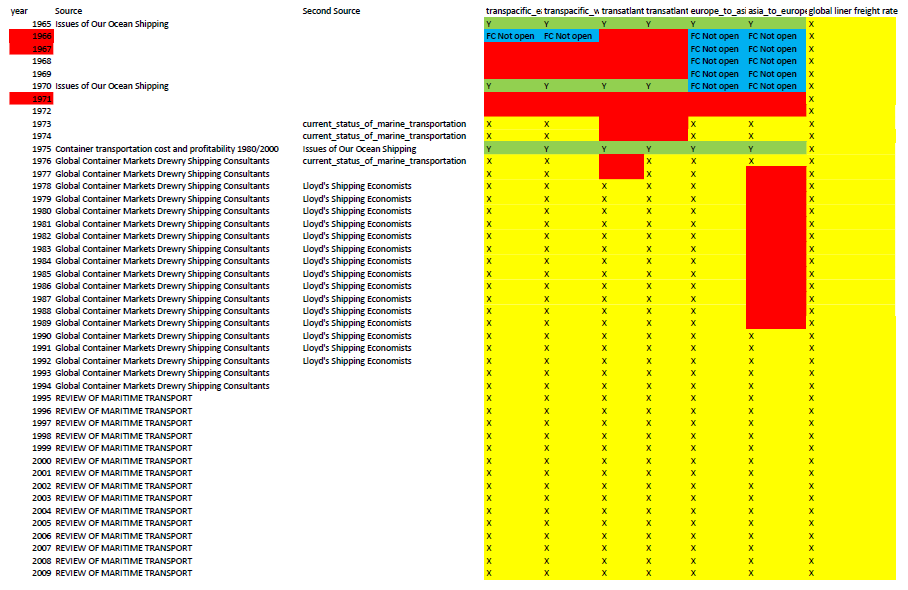 year Source Second Source transpacific_e transpacific_w transatlant transatlant europe_to_asi asia_to_europe global liner freight rate
1965 Issues of Our Ocean Shipping Y Y Y Y Y Y X
1966 FC Not open FC Not open FC Not open FC Not open X
1967 FC Not open FC Not open X
1968 FC Not open FC Not open X
1969 FC Not open FC Not open X
1970 Issues of Our Ocean Shipping Y Y Y Y FC Not open FC Not open X
1971 X
1972 X
1973 current_status_of_marine_transportation X X X X X
1974 current_status_of_marine_transportation X X X X X
1975 Container transportation cost and profitability 1980/2000 Issues of Our Ocean Shipping Y Y Y Y Y Y X
1976 Global Container Markets Drewry Shipping Consultants current_status_of_marine_transportation X X X X X X
1977 Global Container Markets Drewry Shipping Consultants X X X X X
1978 Global Container Markets Drewry Shipping Consultants Lloyd's Shipping Economists X X X X X X
1979 Global Container Markets Drewry Shipping Consultants Lloyd's Shipping Economists X X X X X X
1980 Global Container Markets Drewry Shipping Consultants Lloyd's Shipping Economists X X X X X X
1981 Global Container Markets Drewry Shipping Consultants Lloyd's Shipping Economists X X X X X X
1982 Global Container Markets Drewry Shipping Consultants Lloyd's Shipping Economists X X X X X X
1983 Global Container Markets Drewry Shipping Consultants Lloyd's Shipping Economists X X X X X X
1984 Global Container Markets Drewry Shipping Consultants Lloyd's Shipping Economists X X X X X X
1985 Global Container Markets Drewry Shipping Consultants Lloyd's Shipping Economists X X X X X X
1986 Global Container Markets Drewry Shipping Consultants Lloyd's Shipping Economists X X X X X X
1987 Global Container Markets Drewry Shipping Consultants Lloyd's Shipping Economists X X X X X X
1988 Global Container Markets Drewry Shipping Consultants Lloyd's Shipping Economists X X X X X X
1989 Global Container Markets Drewry Shipping Consultants Lloyd's Shipping Economists X X X X X X
1990 Global Container Markets Drewry Shipping Consultants Lloyd's Shipping Economists X X X X X X X
1991 Global Container Markets Drewry Shipping Consultants Lloyd's Shipping Economists X X X X X X X
1992 Global Container Markets Drewry Shipping Consultants Lloyd's Shipping Economists X X X X X X X
1993 Global Container Markets Drewry Shipping Consultants X X X X X X X
1994 Global Container Markets Drewry Shipping Consultants X X X X X X X
1995 REVIEW OF MARITIME TRANSPORT X X X X X X X
1996 REVIEW OF MARITIME TRANSPORT X X X X X X X
1997 REVIEW OF MARITIME TRANSPORT X X X X X X X
1998 REVIEW OF MARITIME TRANSPORT X X X X X X X
1999 REVIEW OF MARITIME TRANSPORT X X X X X X X
2000 REVIEW OF MARITIME TRANSPORT X X X X X X X
2001 REVIEW OF MARITIME TRANSPORT X X X X X X X
2002 REVIEW OF MARITIME TRANSPORT X X X X X X X
2003 REVIEW OF MARITIME TRANSPORT X X X X X X X
2004 REVIEW OF MARITIME TRANSPORT X X X X X X X
2005 REVIEW OF MARITIME TRANSPORT X X X X X X X
2006 REVIEW OF MARITIME TRANSPORT X X X X X X X
2007 REVIEW OF MARITIME TRANSPORT X X X X X X X
2008 REVIEW OF MARITIME TRANSPORT X X X X X X X
2009 REVIEW OF MARITIME TRANSPORT X X X X X X X